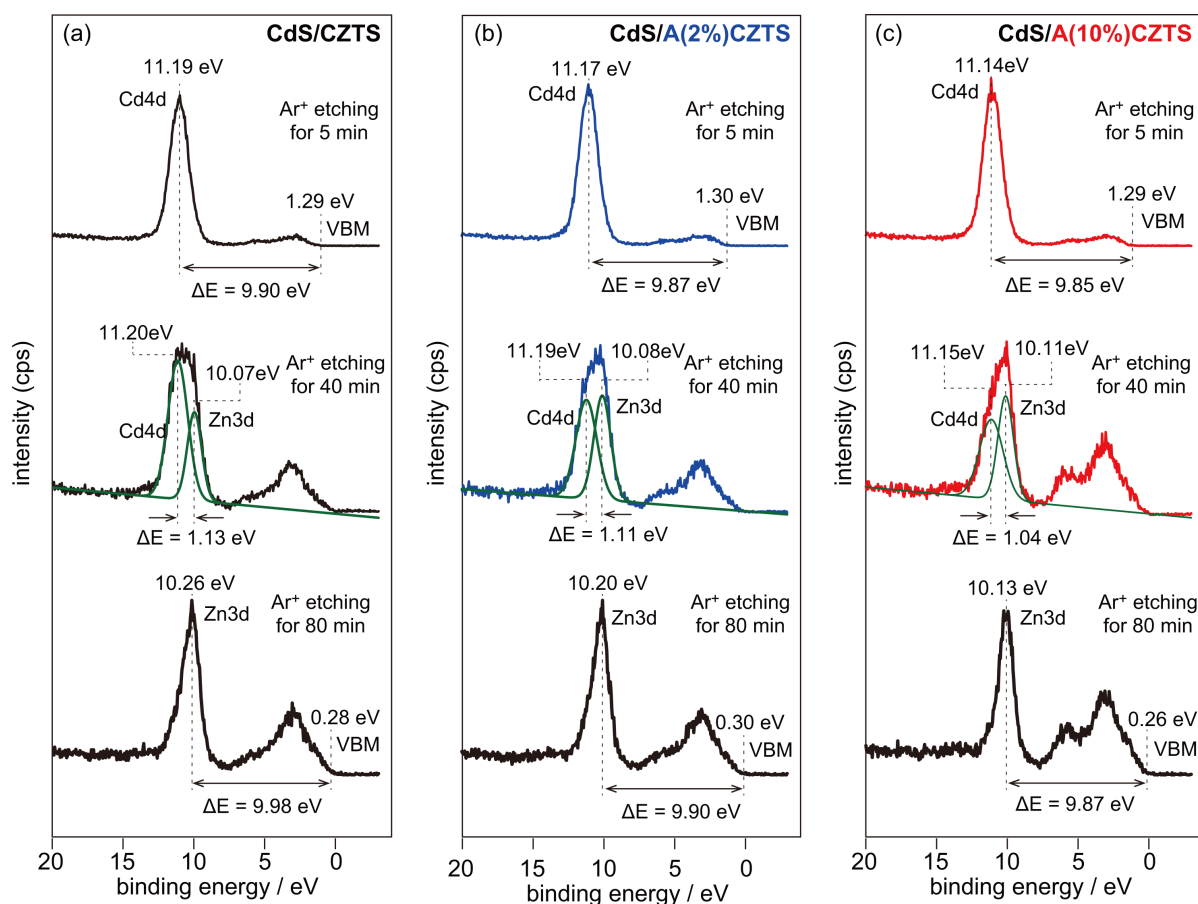 (a)
CdS/CZTS
11.19 eV
Cd4d
Ar⁺ etching
for 5 min
1.29 eV
VBM
ΔE = 9.90 eV
11.20eV
10.07eV
Ar⁺ etching
for 40 min
Cd4d
Zn3d
ΔE = 1.13 eV
10.26 eV
Zn3d
Ar⁺ etching
for 80 min
0.28 eV
VBM
ΔE = 9.98 eV
intensity (cps)
20 15 10 5 0
binding energy / eV
(b)
CdS/A(2%)CZTS
11.17 eV
Cd4d
Ar⁺ etching
for 5 min
1.30 eV
VBM
ΔE = 9.87 eV
11.19eV
10.08eV
Ar⁺ etching
for 40 min
Cd4d
Zn3d
ΔE = 1.11 eV
10.20 eV
Zn3d
Ar⁺ etching
for 80 min
0.30 eV
VBM
ΔE = 9.90 eV
intensity (cps)
20 15 10 5 0
binding energy / eV
(c)
CdS/A(10%)CZTS
11.14eV
Cd4d
Ar⁺ etching
for 5 min
1.29 eV
VBM
ΔE = 9.85 eV
11.15eV
10.11eV
Ar⁺ etching
for 40 min
Cd4d
Zn3d
ΔE = 1.04 eV
10.13 eV
Zn3d
Ar⁺ etching
for 80 min
0.26 eV
VBM
ΔE = 9.87 eV
intensity (cps)
20 15 10 5 0
binding energy / eV